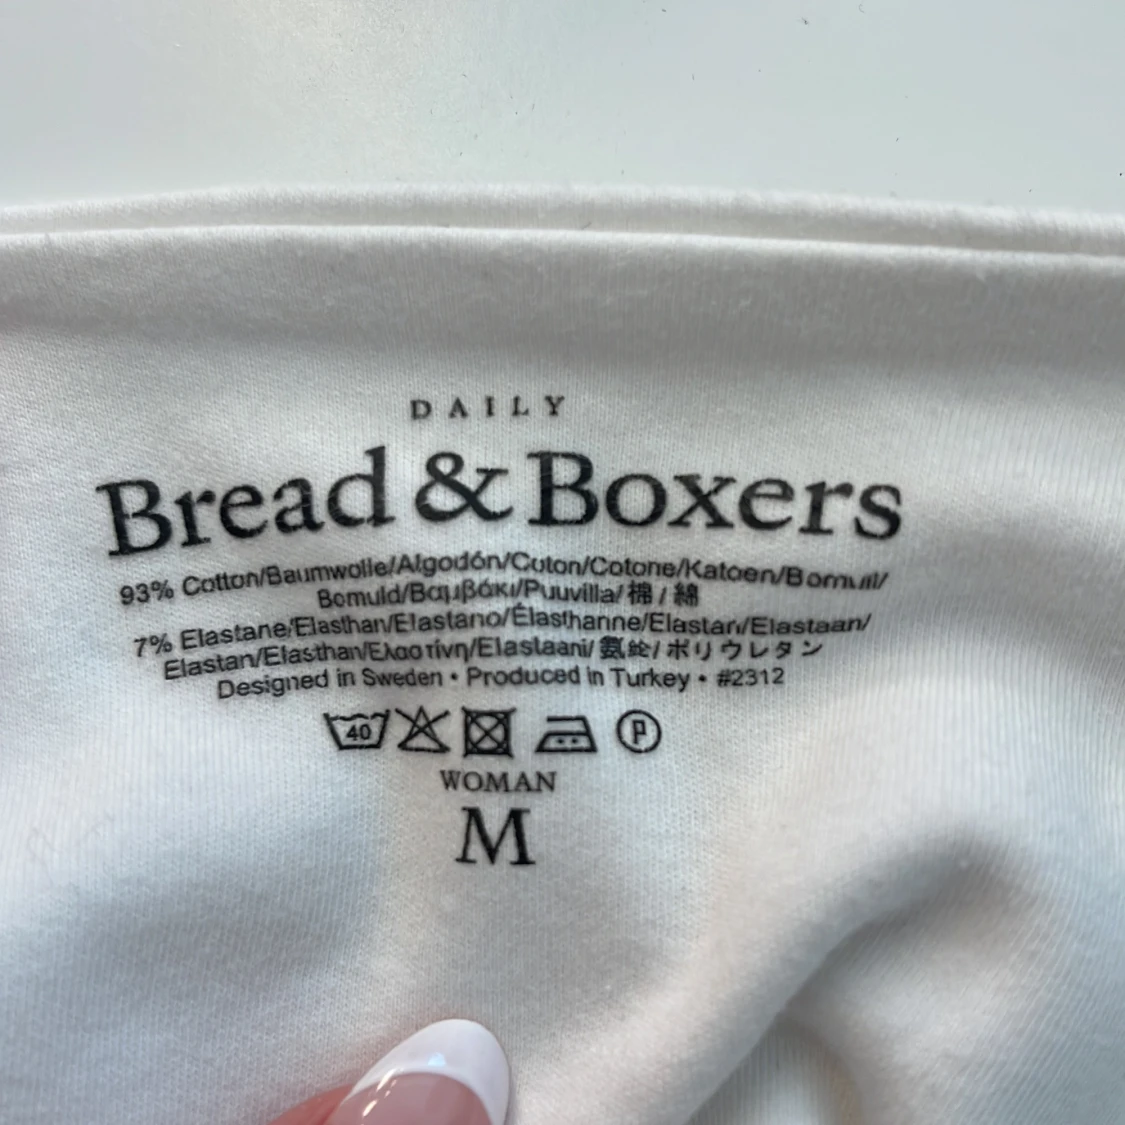 DAILY
Bread & Boxers
93% Cotton/Baumwolle/Algodón/Coton/Cotone/Katoen/Bomull/
Bomuld/Βαμβάκι/Puuvilla/棉/綿
7% Elastane/Elasthan/Elastano/Élasthanne/Elastan/Elastaan/
Elastan/Elasthan/Ελαστίνη/Elastaani/氨纶/ポリウレタン
Designed in Sweden • Produced in Turkey • #2312
40 P
WOMAN
M